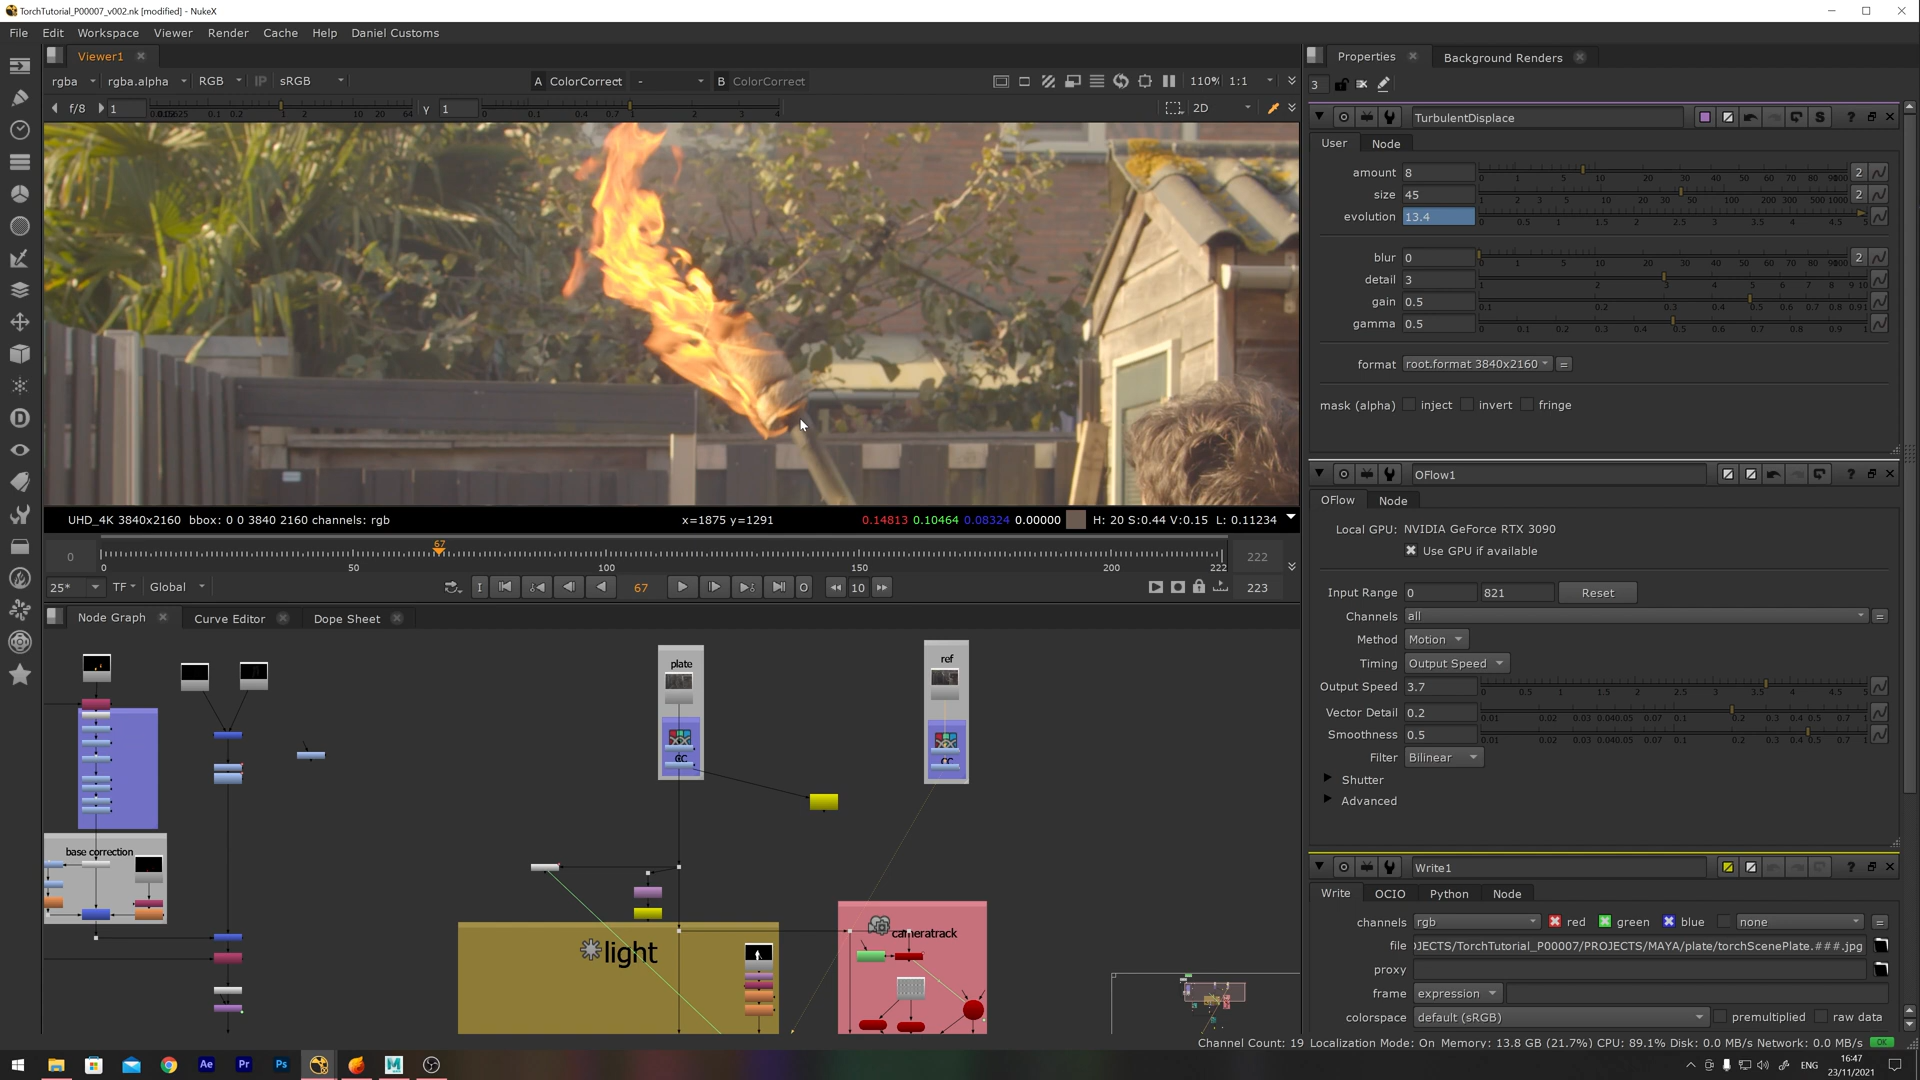 TorchTutorial_P00007_v002.nk [modified] - NukeX
File Edit Workspace Viewer Render Cache Help Daniel Customs
Viewer1
rgba rgba.alpha RGB IP sRGB A ColorCorrect - B ColorCorrect 110% 1:1
f/8 1 γ 1 2D
UHD_4K 3840x2160 bbox: 0 0 3840 2160 channels: rgb x=1875 y=1291 0.14813 0.10464 0.08324 0.00000 H: 20 S:0.44 V:0.15 L: 0.11234
67
0 222
0 50 100 150 200 222
25* TF Global 67 10 223
Node Graph Curve Editor Dope Sheet
plate
ref
CC
base correction
light
cameratrack
Properties Background Renders
3
TurbulentDisplace S ?
User Node
amount 8 2
size 45 2
evolution 13.4
blur 0 2
detail 3
gain 0.5
gamma 0.5
format root.format 3840x2160 =
mask (alpha) inject invert fringe
OFlow1 ?
OFlow Node
Local GPU: NVIDIA GeForce RTX 3090
Use GPU if available
Input Range 0 821 Reset
Channels all =
Method Motion
Timing Output Speed
Output Speed 3.7
Vector Detail 0.2
Smoothness 0.5
Filter Bilinear
Shutter
Advanced
Write1 ?
Write OCIO Python Node
channels rgb red green blue none =
file )JECTS/TorchTutorial_P00007/PROJECTS/MAYA/plate/torchScenePlate.###.jpg
proxy
frame expression
colorspace default (sRGB) premultiplied raw data
Channel Count: 19 Localization Mode: On Memory: 13.8 GB (21.7%) CPU: 89.1% Disk: 0.0 MB/s Network: 0.0 MB/s OK
Ae Pr Ps M ENG 16:47
23/11/2021